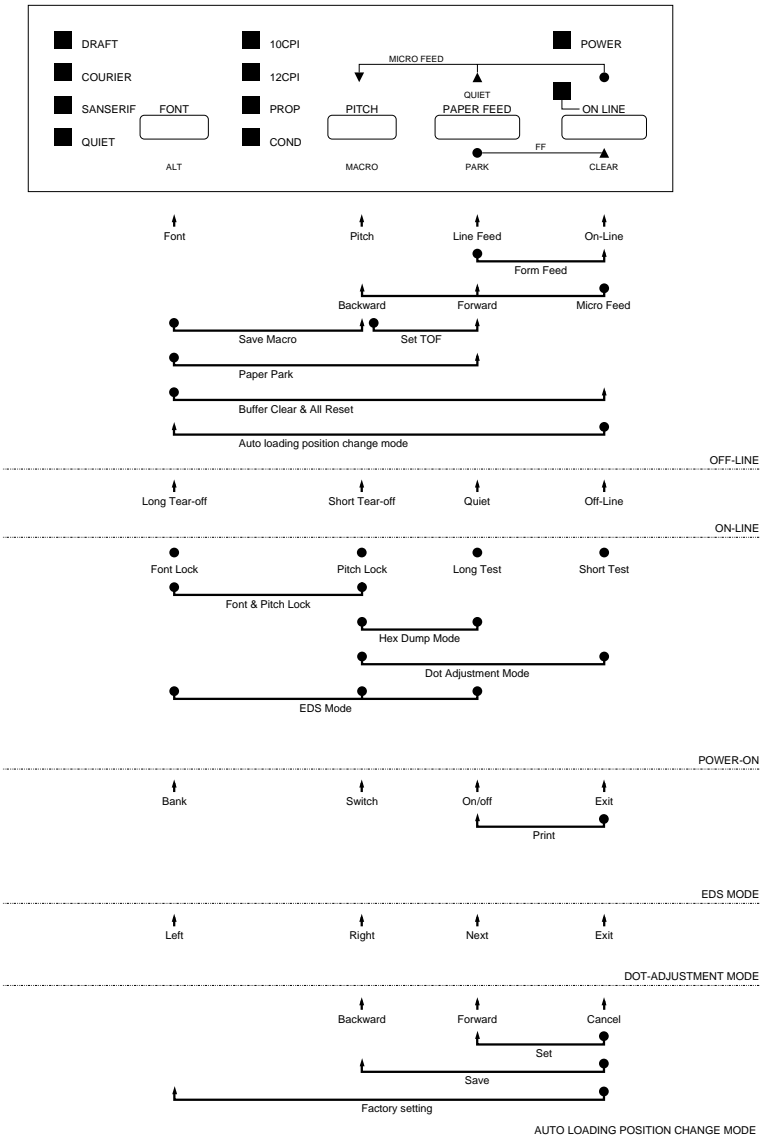 DRAFT 10CPI POWER
MICRO FEED
COURIER 12CPI
QUIET
SANSERIF FONT PROP PITCH PAPER FEED ON LINE
QUIET COND
FF
ALT MACRO PARK CLEAR
Font Pitch Line Feed On-Line
Form Feed
Backward Forward Micro Feed
Save Macro Set TOF
Paper Park
Buffer Clear & All Reset
Auto loading position change mode
OFF-LINE
Long Tear-off Short Tear-off Quiet Off-Line
ON-LINE
Font Lock Pitch Lock Long Test Short Test
Font & Pitch Lock
Hex Dump Mode
Dot Adjustment Mode
EDS Mode
POWER-ON
Bank Switch On/off Exit
Print
EDS MODE
Left Right Next Exit
DOT-ADJUSTMENT MODE
Backward Forward Cancel
Set
Save
Factory setting
AUTO LOADING POSITION CHANGE MODE